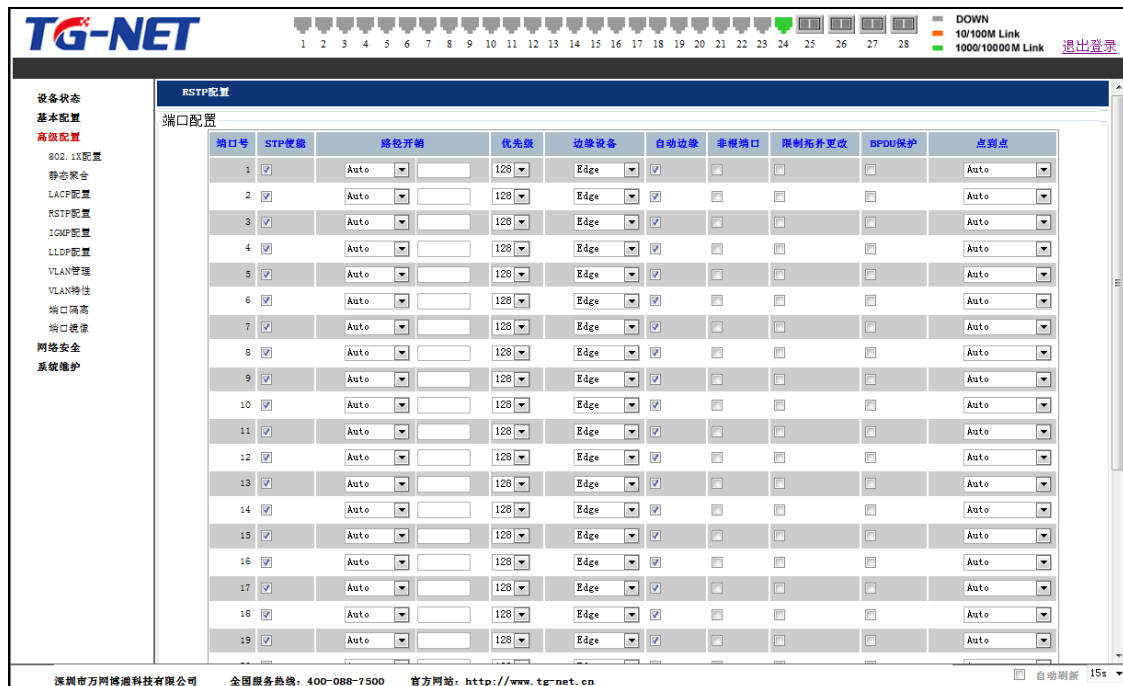 TG-NET
1 2 3 4 5 6 7 8 9 10 11 12 13 14 15 16 17 18 19 20 21 22 23 24 25 26 27 28
DOWN
10/100M Link
1000/10000M Link
退出登录
设备状态
基本配置
高级配置
802.1X配置
静态聚合
LACP配置
RSTP配置
IGMP配置
LLDP配置
VLAN管理
VLAN特性
端口隔离
端口镜像
网络安全
系统维护
RSTP配置
端口配置
端口号 STP使能 路径开销 优先级 边缘设备 自动边缘 非根端口 限制拓扑更改 BPDU保护 点到点
1 Auto 128 Edge Auto
2 Auto 128 Edge Auto
3 Auto 128 Edge Auto
4 Auto 128 Edge Auto
5 Auto 128 Edge Auto
6 Auto 128 Edge Auto
7 Auto 128 Edge Auto
8 Auto 128 Edge Auto
9 Auto 128 Edge Auto
10 Auto 128 Edge Auto
11 Auto 128 Edge Auto
12 Auto 128 Edge Auto
13 Auto 128 Edge Auto
14 Auto 128 Edge Auto
15 Auto 128 Edge Auto
16 Auto 128 Edge Auto
17 Auto 128 Edge Auto
18 Auto 128 Edge Auto
19 Auto 128 Edge Auto
深圳市万网博通科技有限公司 全国服务热线：400-088-7500 官方网站：http://www.tg-net.cn
自动刷新 15s